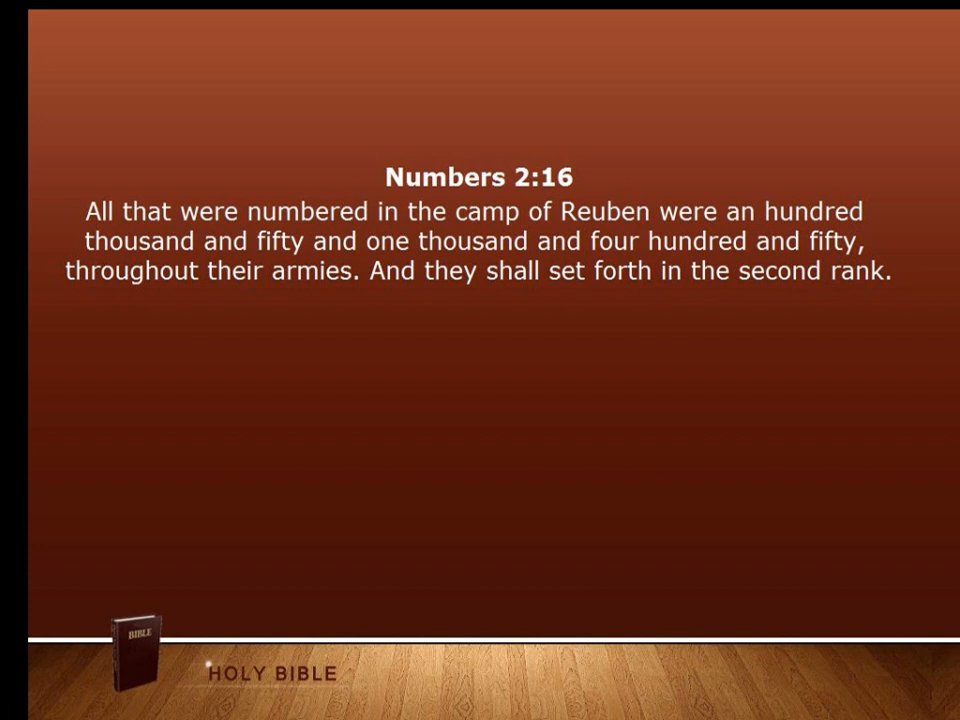 Numbers 2:16
All that were numbered in the camp of Reuben were an hundred
thousand and fifty and one thousand and four hundred and fifty,
throughout their armies. And they shall set forth in the second rank.
BIBLE
HOLY BIBLE